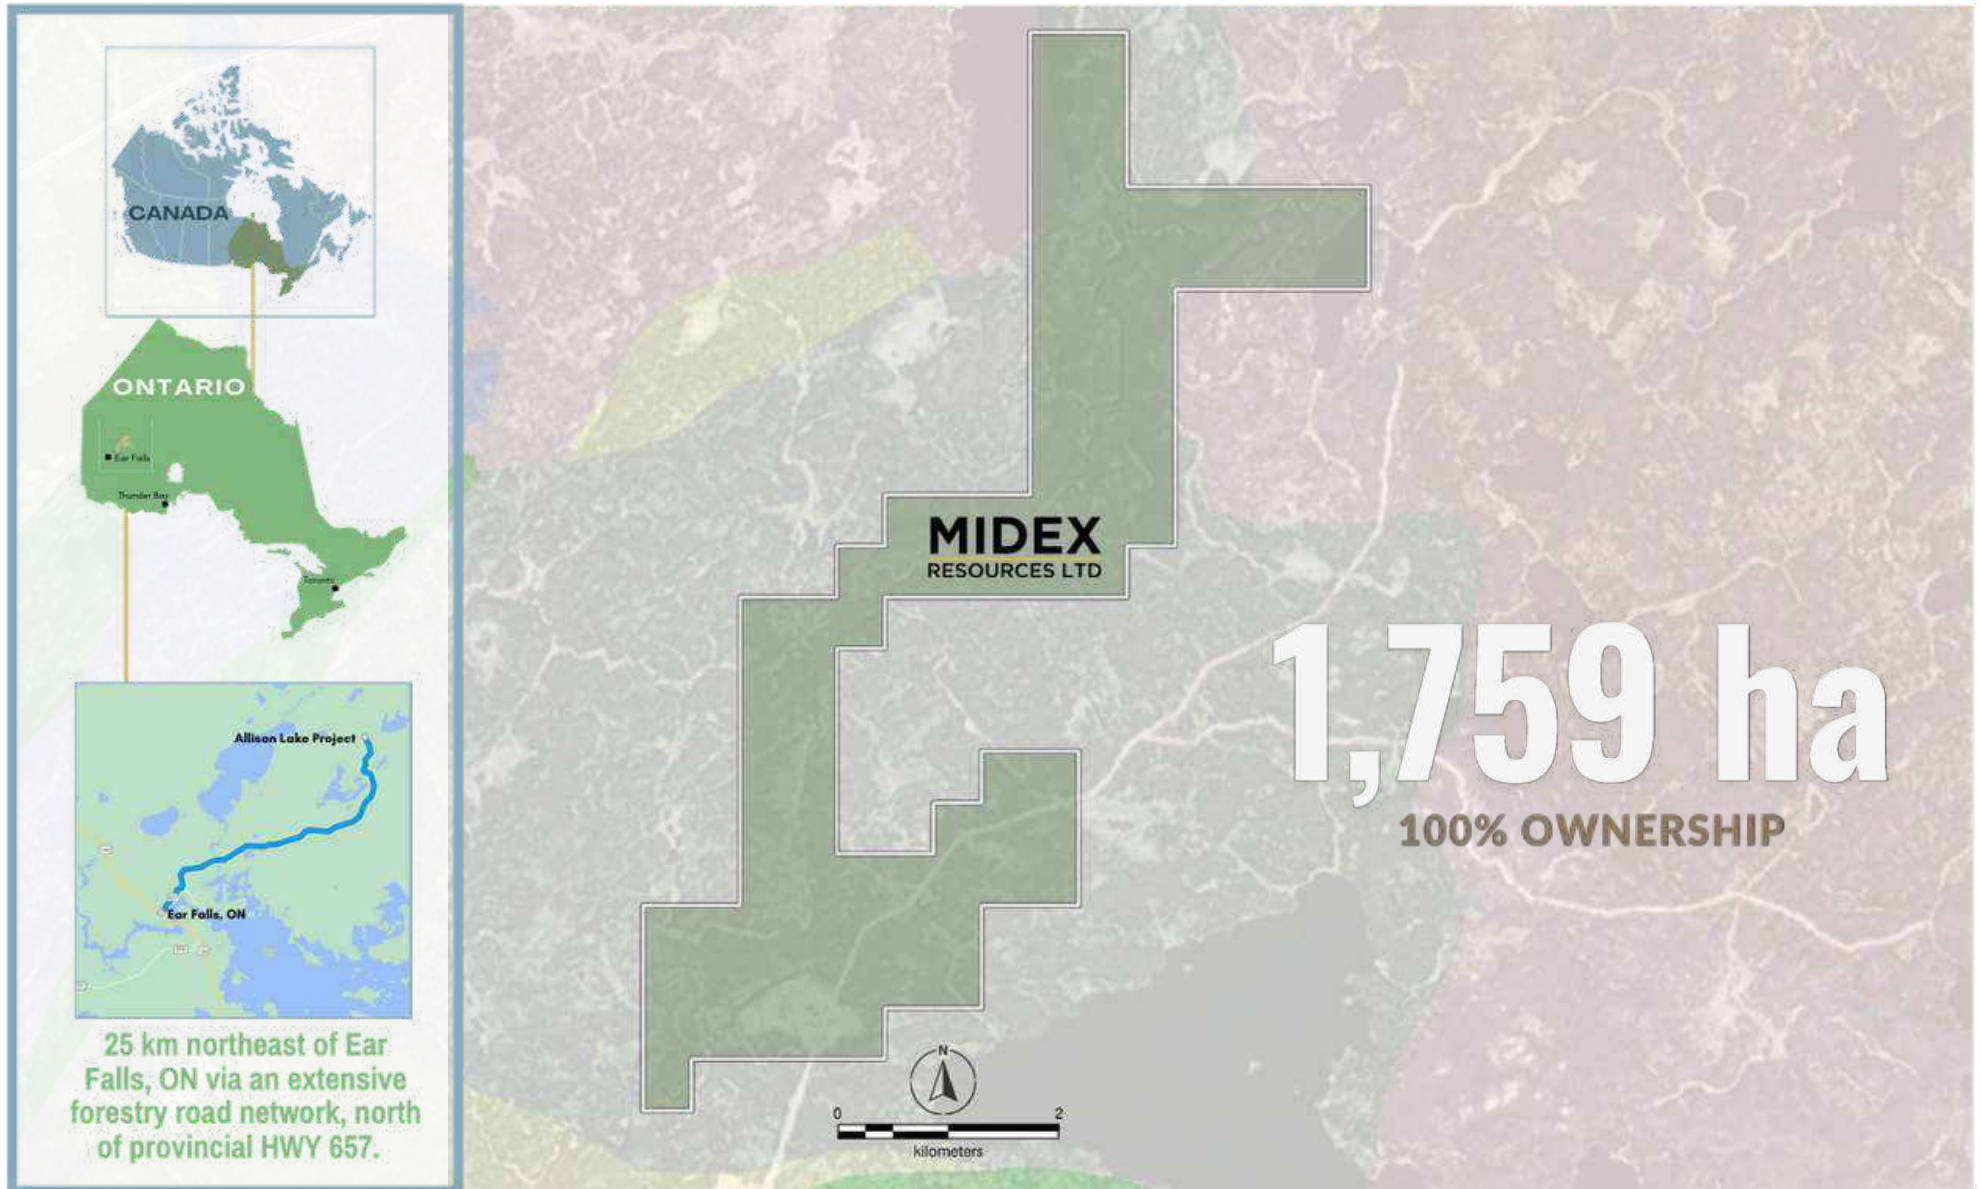 CANADA
ONTARIO
Ear Falls
Thunder Bay
Toronto
Allison Lake Project
Ear Falls, ON
25 km northeast of Ear
Falls, ON via an extensive
forestry road network, north
of provincial HWY 657.
MIDEX
RESOURCES LTD
1,759 ha
100% OWNERSHIP
N
0 2
kilometers